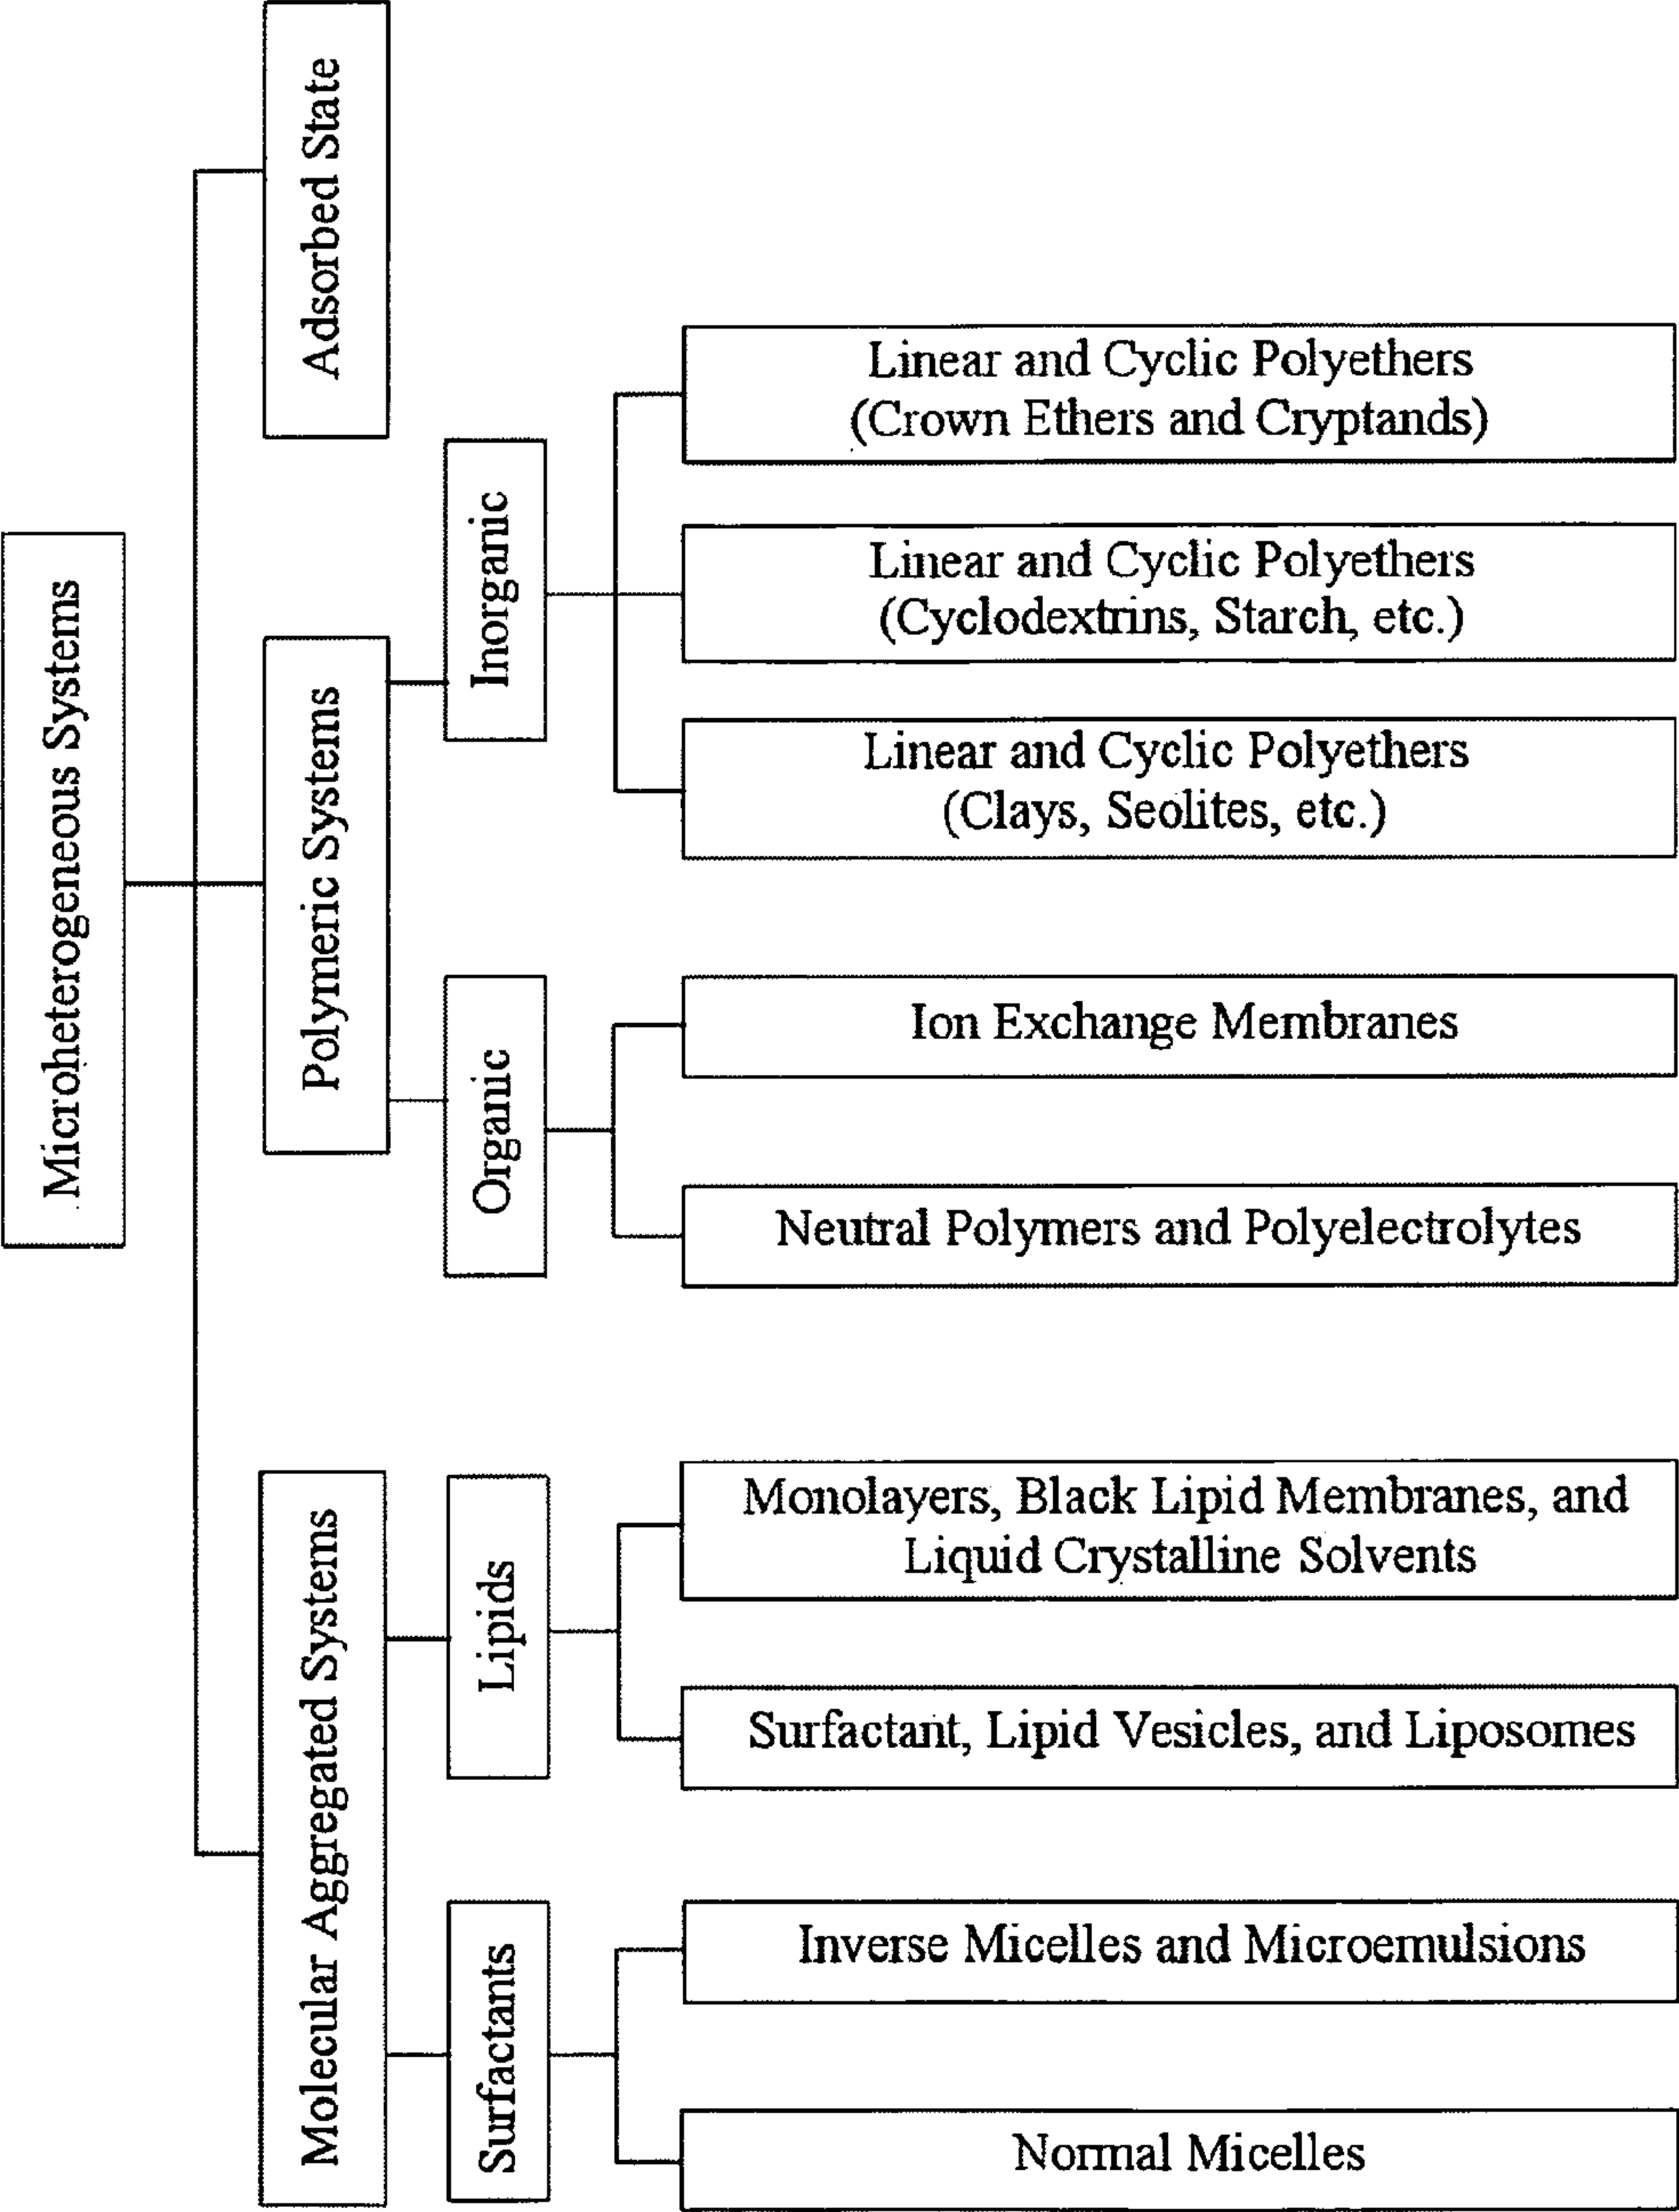 Microheterogeneous Systems
Adsorbed State
Polymeric Systems
Molecular Aggregated Systems
Inorganic
Organic
Lipids
Surfactants
Linear and Cyclic Polyethers
(Crown Ethers and Cryptands)
Linear and Cyclic Polyethers
(Cyclodextrins, Starch, etc.)
Linear and Cyclic Polyethers
(Clays, Seolites, etc.)
Ion Exchange Membranes
Neutral Polymers and Polyelectrolytes
Monolayers, Black Lipid Membranes, and
Liquid Crystalline Solvents
Surfactant, Lipid Vesicles, and Liposomes
Inverse Micelles and Microemulsions
Normal Micelles